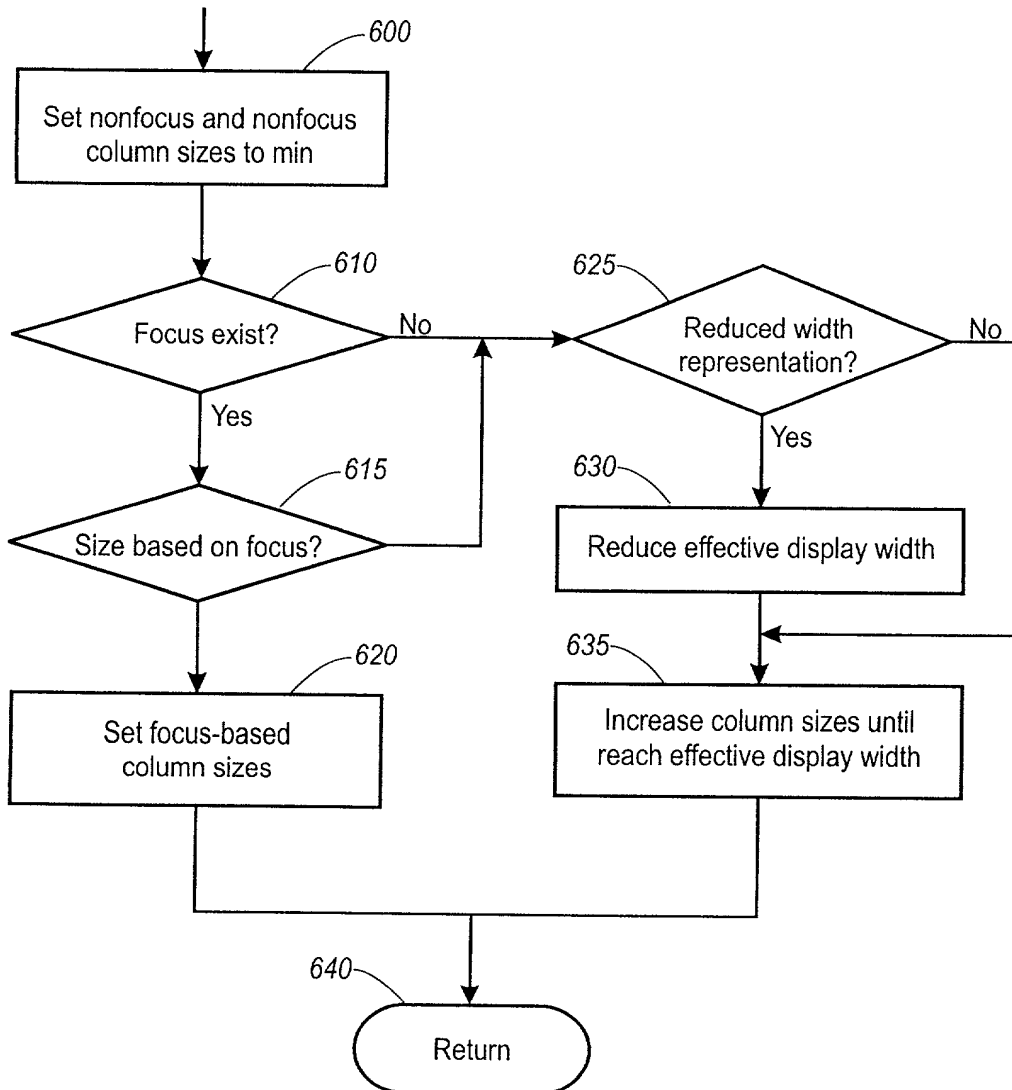 600
Set nonfocus and nonfocus
column sizes to min
610
Focus exist?
No
Yes
615
Size based on focus?
620
Set focus-based
column sizes
625
Reduced width
representation?
No
Yes
630
Reduce effective display width
635
Increase column sizes until
reach effective display width
640
Return